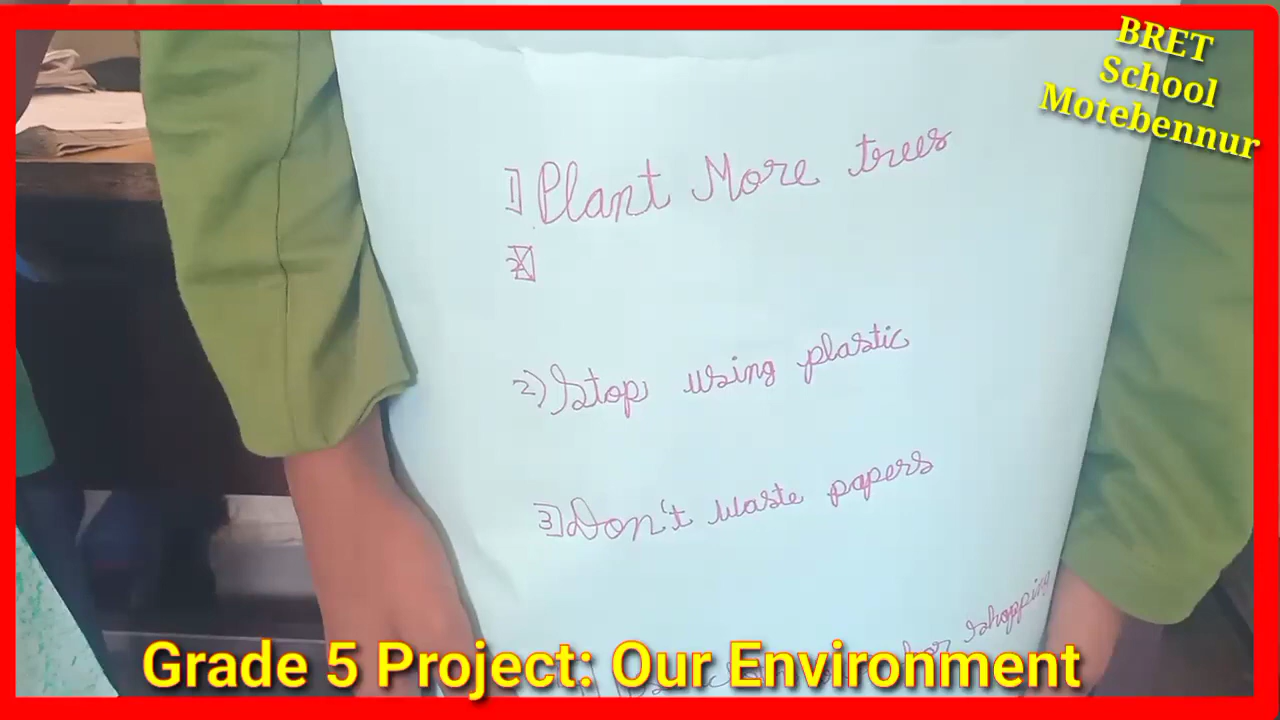 BRET
School
Motebennur
1] Plant More trees
2) Stop using plastic
3] Don't waste papers
shopping
Grade 5 Project: Our Environment